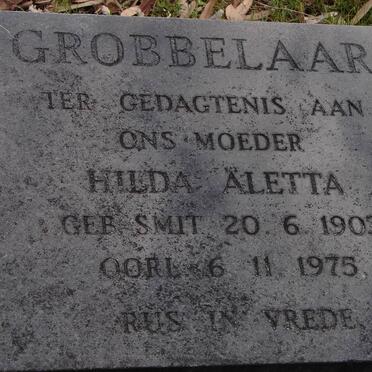 GROBBELAAR
TER GEDAGTENIS AAN
ONS MOEDER
HILDA ALETTA
GEB SMIT 20. 6. 190
OORL 6 11 1975.
RUS IN VREDE.